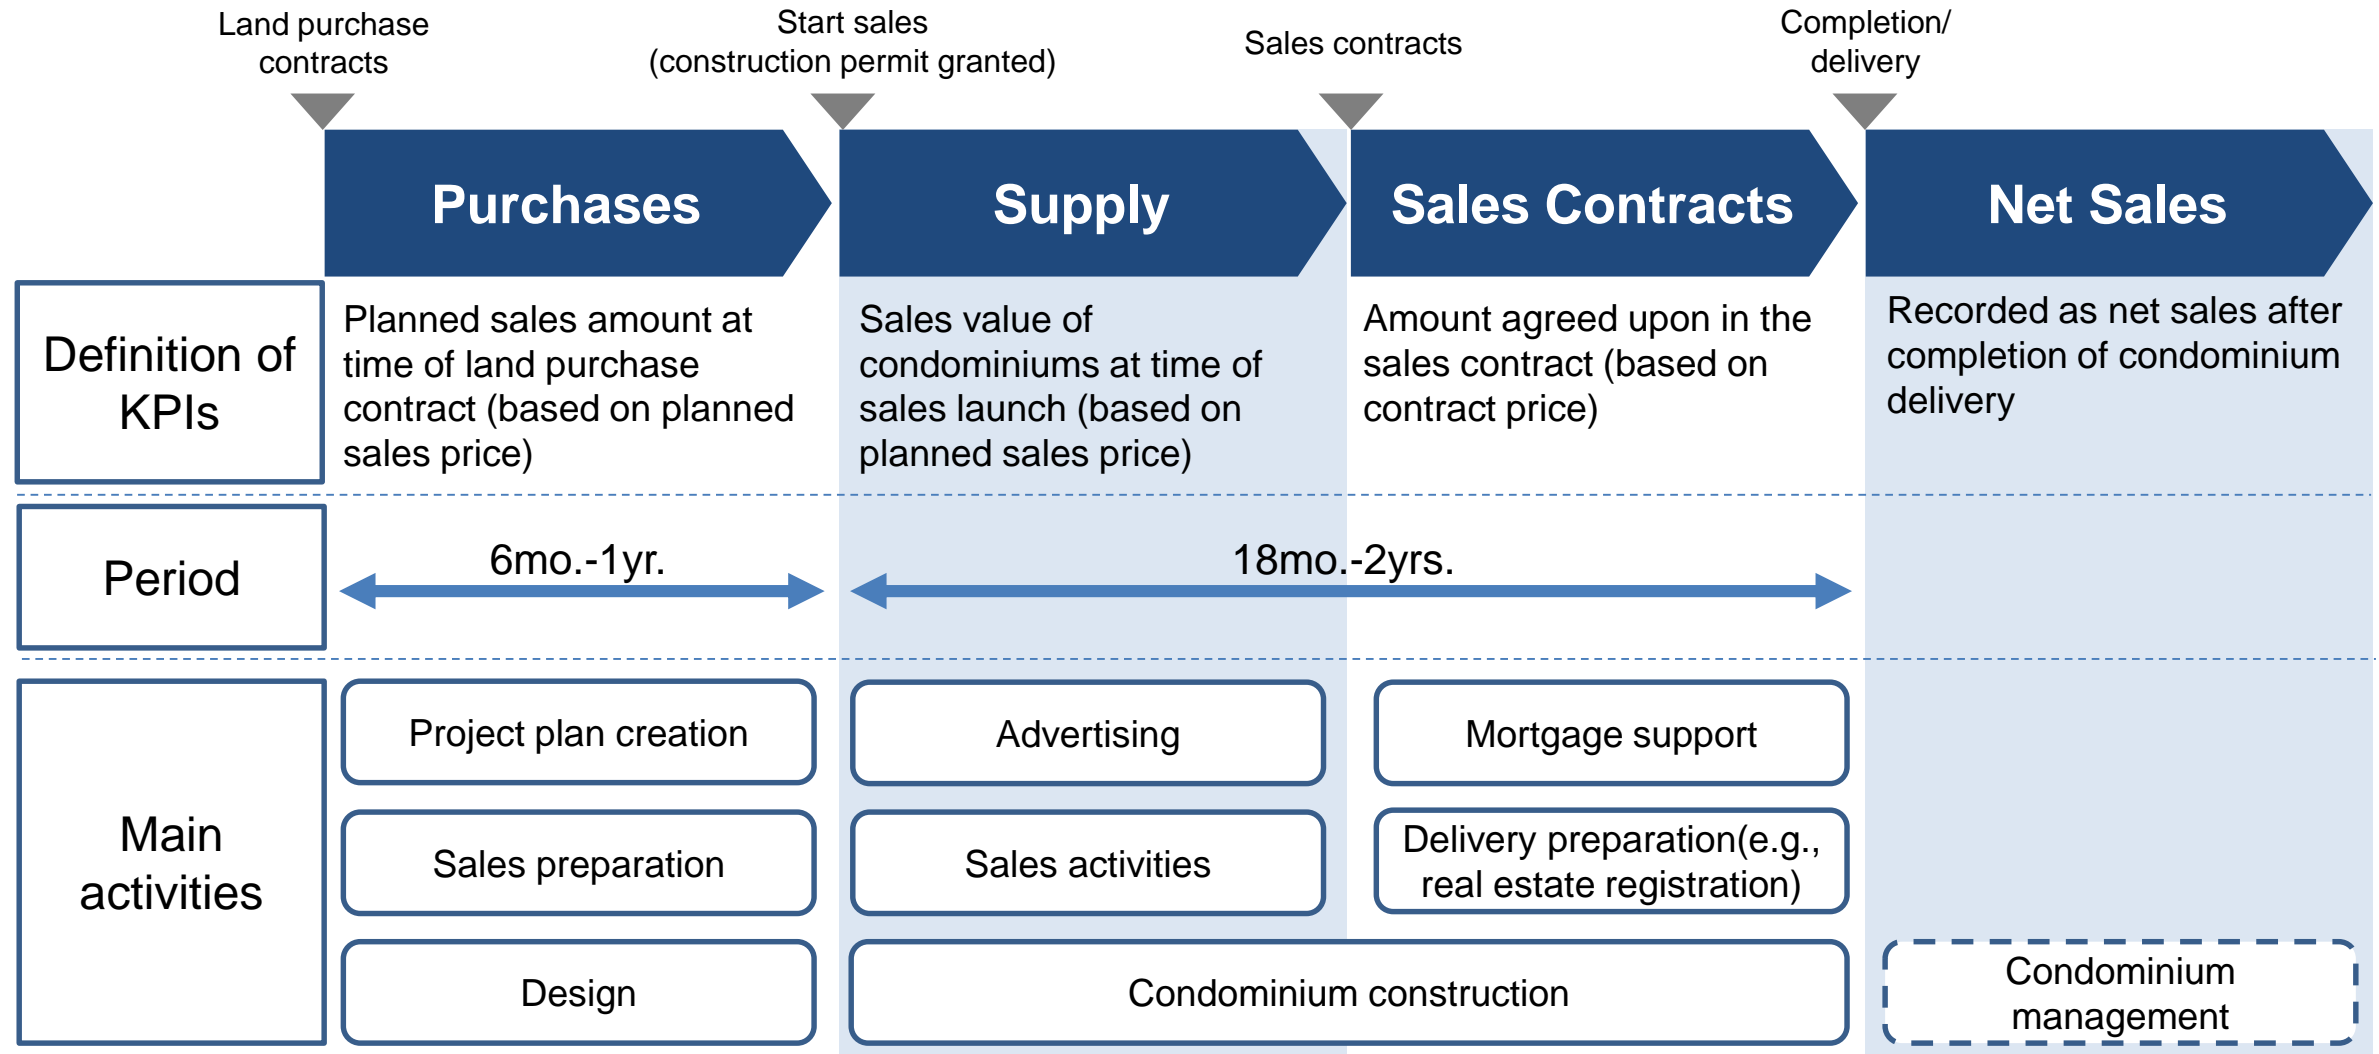 Land purchase
contracts
Start sales
(construction permit granted)
Sales contracts
Completion/
delivery
Purchases
Supply
Sales Contracts
Net Sales
Definition of
KPIs
Planned sales amount at
time of land purchase
contract (based on planned
sales price)
Sales value of
condominiums at time of
sales launch (based on
planned sales price)
Amount agreed upon in the
sales contract (based on
contract price)
Recorded as net sales after
completion of condominium
delivery
Period
6mo.-1yr.
18mo.-2yrs.
Main
activities
Project plan creation
Advertising
Mortgage support
Sales preparation
Sales activities
Delivery preparation(e.g.,
real estate registration)
Design
Condominium construction
Condominium
management